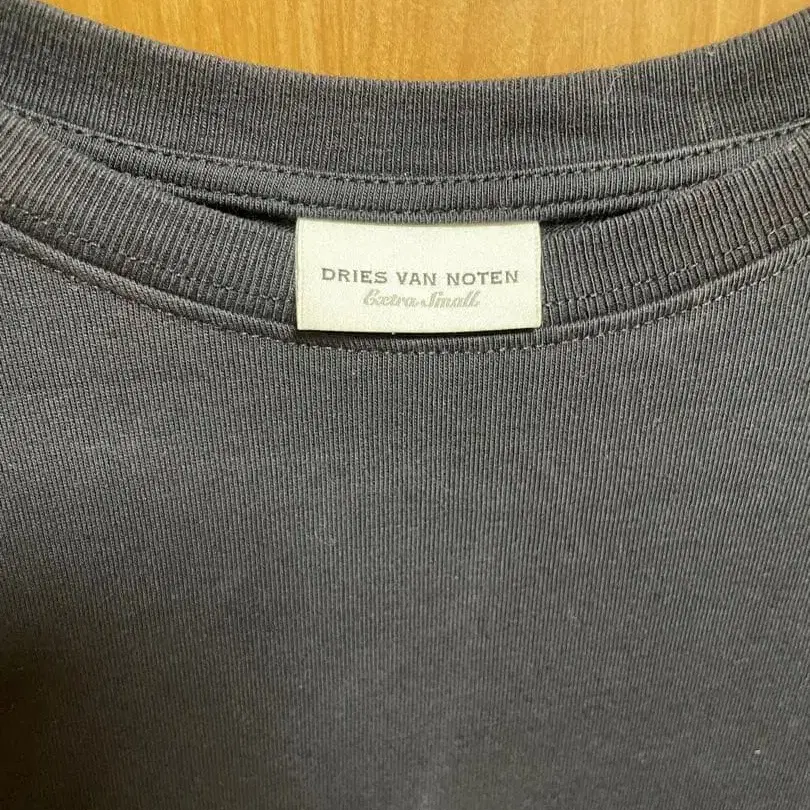 DRIES VAN NOTEN
Extra Small